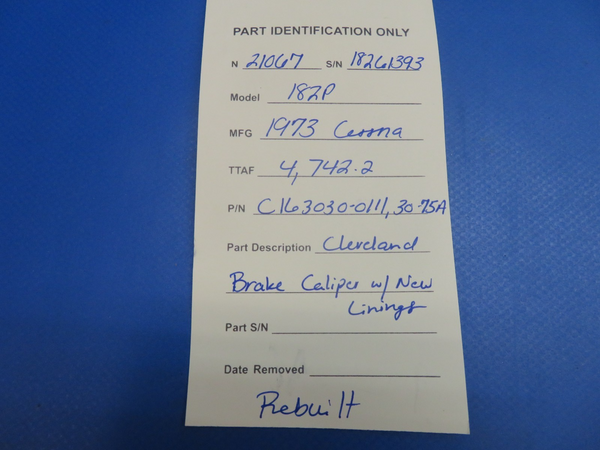 PART IDENTIFICATION ONLY
N 21067 S/N 18261393
Model 182P
MFG 1973 Cessna
TTAF 4,742.2
P/N C163030-0111, 30-75A
Part Description Cleveland
Brake Caliper w/ New
Linings
Part S/N
Date Removed
Rebuilt